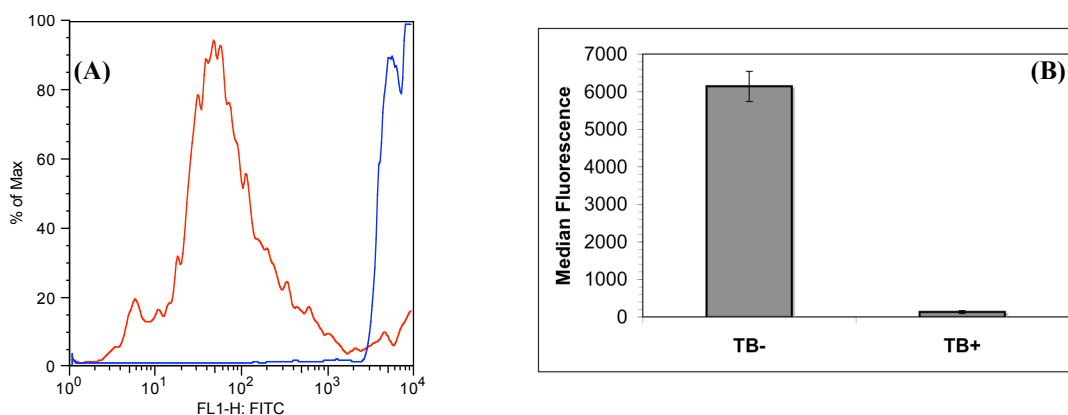 (A)
% of Max
100
80
60
40
20
0
10^0 10^1 10^2 10^3 10^4
FL1-H: FITC
(B)
Median Fluorescence
7000
6000
5000
4000
3000
2000
1000
0
TB- TB+